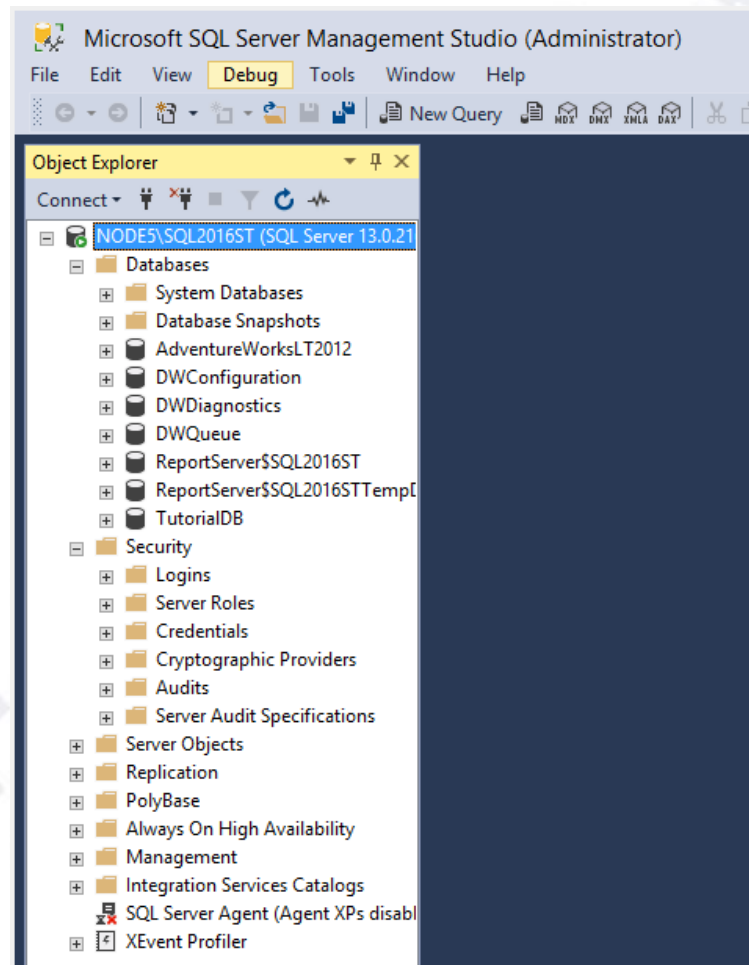 Microsoft SQL Server Management Studio (Administrator)
File Edit View Debug Tools Window Help
New Query MDX DMX XMLA DAX
Object Explorer
Connect
NODE5\SQL2016ST (SQL Server 13.0.21
Databases
System Databases
Database Snapshots
AdventureWorksLT2012
DWConfiguration
DWDiagnostics
DWQueue
ReportServer$SQL2016ST
ReportServer$SQL2016STTemp
TutorialDB
Security
Logins
Server Roles
Credentials
Cryptographic Providers
Audits
Server Audit Specifications
Server Objects
Replication
PolyBase
Always On High Availability
Management
Integration Services Catalogs
SQL Server Agent (Agent XPs disabl
XEvent Profiler